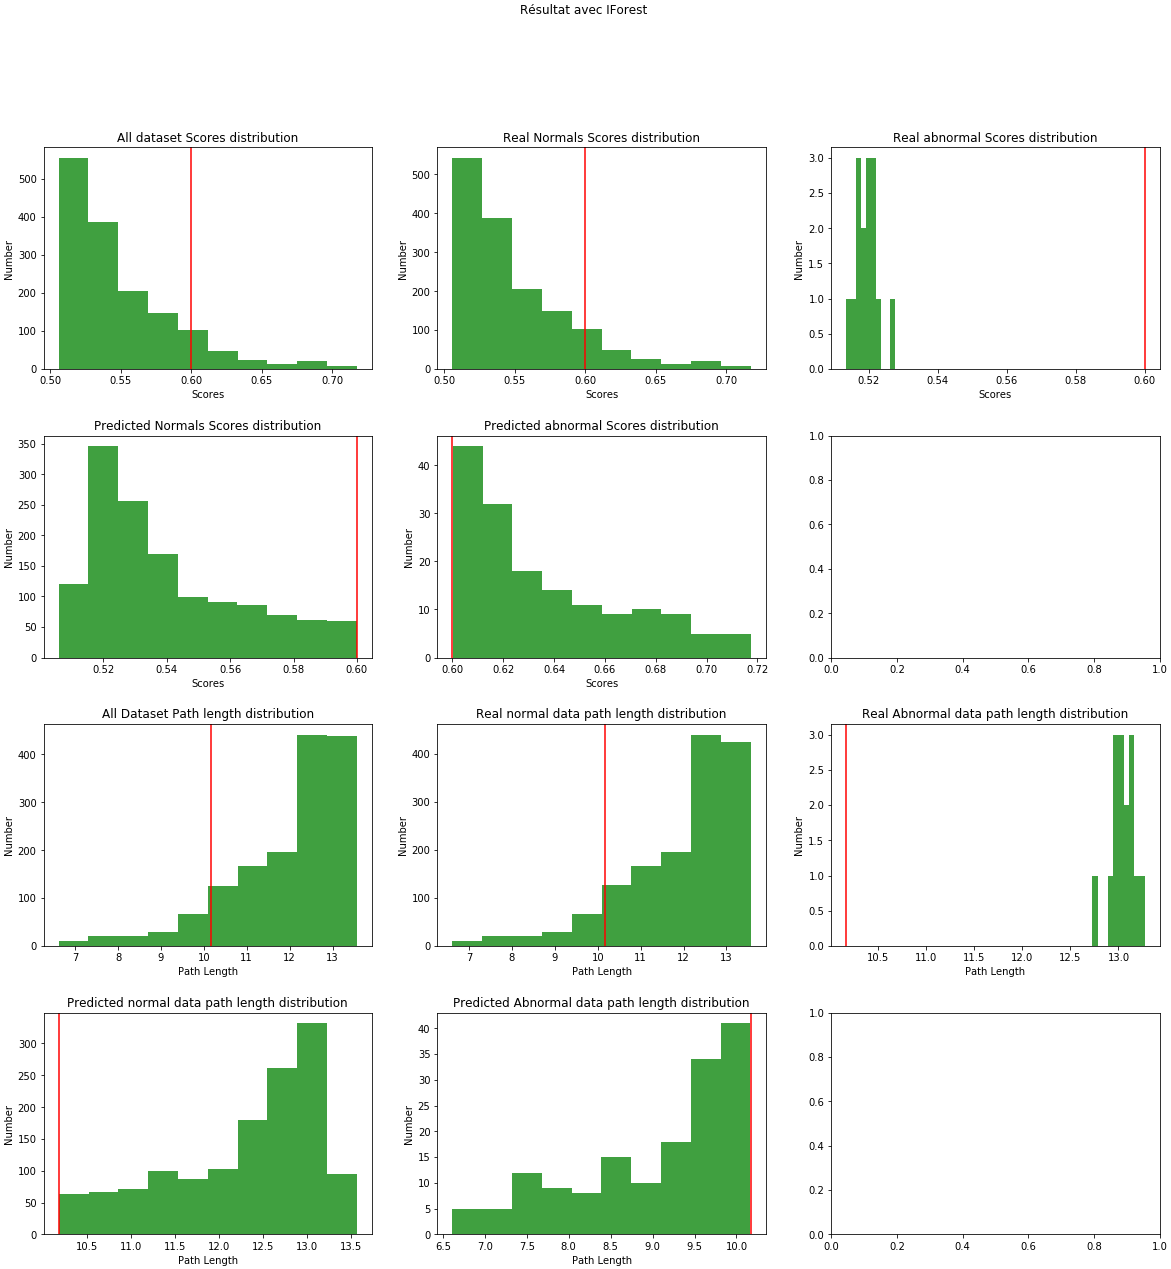 Résultat avec IForest
All dataset Scores distribution
Number
500
400
300
200
100
0
0.50 0.55 0.60 0.65 0.70
Scores
Real Normals Scores distribution
Number
500
400
300
200
100
0
0.50 0.55 0.60 0.65 0.70
Scores
Real abnormal Scores distribution
Number
3.0
2.5
2.0
1.5
1.0
0.5
0.0
0.52 0.54 0.56 0.58 0.60
Scores
Predicted Normals Scores distribution
Number
350
300
250
200
150
100
50
0
0.52 0.54 0.56 0.58 0.60
Scores
Predicted abnormal Scores distribution
Number
40
30
20
10
0
0.60 0.62 0.64 0.66 0.68 0.70 0.72
Scores
1.0
0.8
0.6
0.4
0.2
0.0
0.0 0.2 0.4 0.6 0.8 1.0
All Dataset Path length distribution
Number
400
300
200
100
0
7 8 9 10 11 12 13
Path Length
Real normal data path length distribution
Number
400
300
200
100
0
7 8 9 10 11 12 13
Path Length
Real Abnormal data path length distribution
Number
3.0
2.5
2.0
1.5
1.0
0.5
0.0
10.5 11.0 11.5 12.0 12.5 13.0
Path Length
Predicted normal data path length distribution
Number
300
250
200
150
100
50
0
10.5 11.0 11.5 12.0 12.5 13.0 13.5
Path Length
Predicted Abnormal data path length distribution
Number
40
35
30
25
20
15
10
5
0
6.5 7.0 7.5 8.0 8.5 9.0 9.5 10.0
Path Length
1.0
0.8
0.6
0.4
0.2
0.0
0.0 0.2 0.4 0.6 0.8 1.0